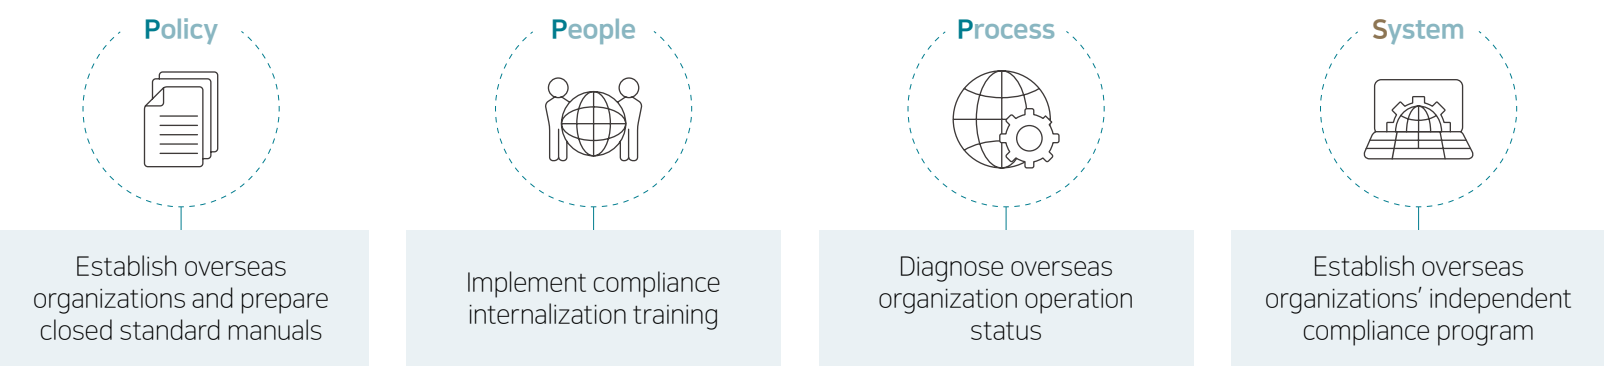 Policy
Establish overseas
organizations and prepare
closed standard manuals
People
Implement compliance
internalization training
Process
Diagnose overseas
organization operation
status
System
Establish overseas
organizations’ independent
compliance program